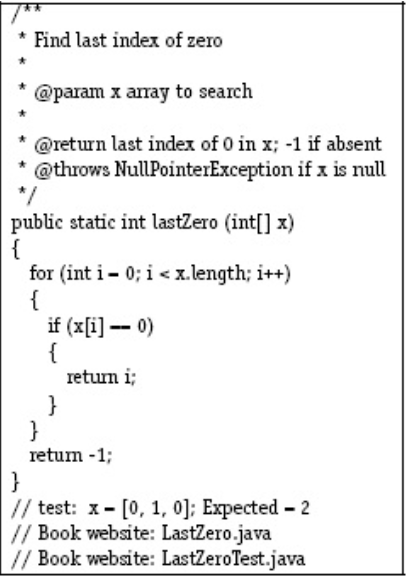 /**
* Find last index of zero
*
* @param x array to search
*
* @return last index of 0 in x; -1 if absent
* @throws NullPointerException if x is null
*/
public static int lastZero (int[] x)
{
for (int i = 0; i < x.length; i++)
{
if (x[i] == 0)
{
return i;
}
}
return -1;
}
// test: x = [0, 1, 0]; Expected = 2
// Book website: LastZero.java
// Book website: LastZeroTest.java